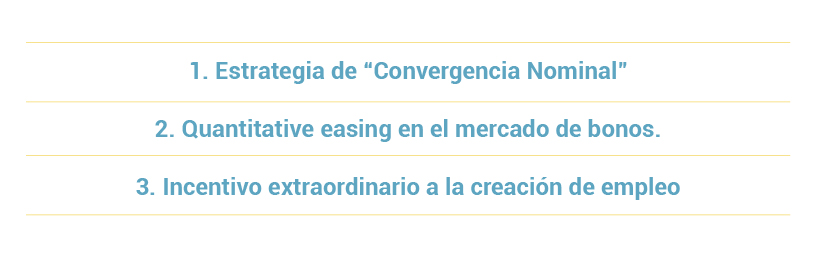 1. Estrategia de “Convergencia Nominal”
2. Quantitative easing en el mercado de bonos.
3. Incentivo extraordinario a la creación de empleo